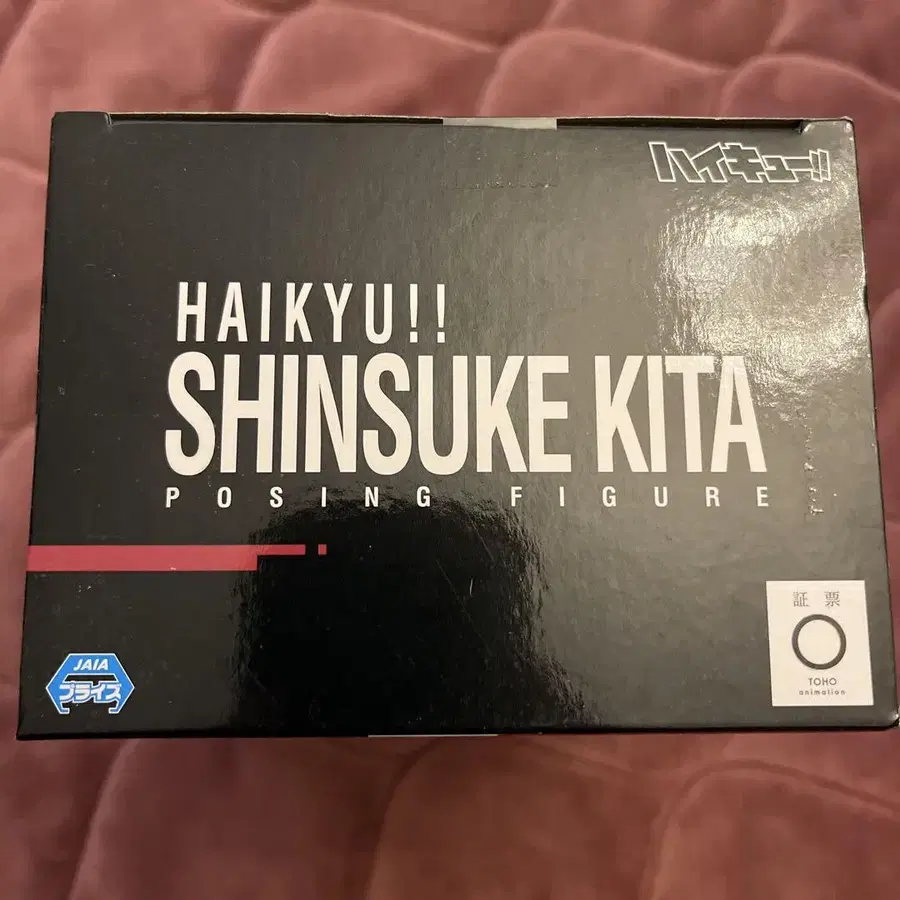 ハイキュー!!
HAIKYU!!
SHINSUKE KITA
POSING FIGURE
JAIA
プライズ
証票
TOHO
animation